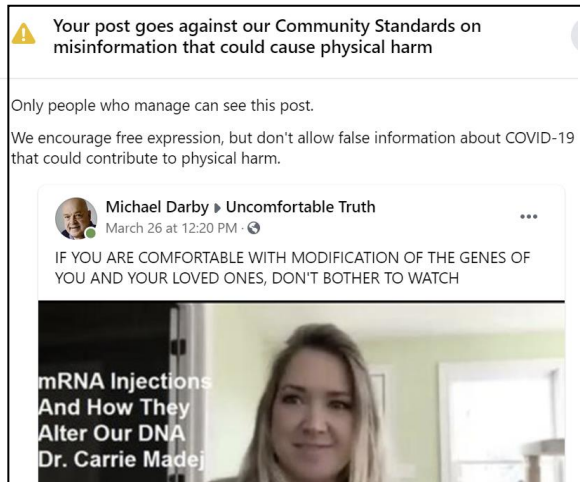 Your post goes against our Community Standards on
misinformation that could cause physical harm
Only people who manage can see this post.
We encourage free expression, but don't allow false information about COVID-19
that could contribute to physical harm.
Michael Darby ▸ Uncomfortable Truth
March 26 at 12:20 PM ·
IF YOU ARE COMFORTABLE WITH MODIFICATION OF THE GENES OF
YOU AND YOUR LOVED ONES, DON'T BOTHER TO WATCH
mRNA Injections
And How They
Alter Our DNA
Dr. Carrie Madej